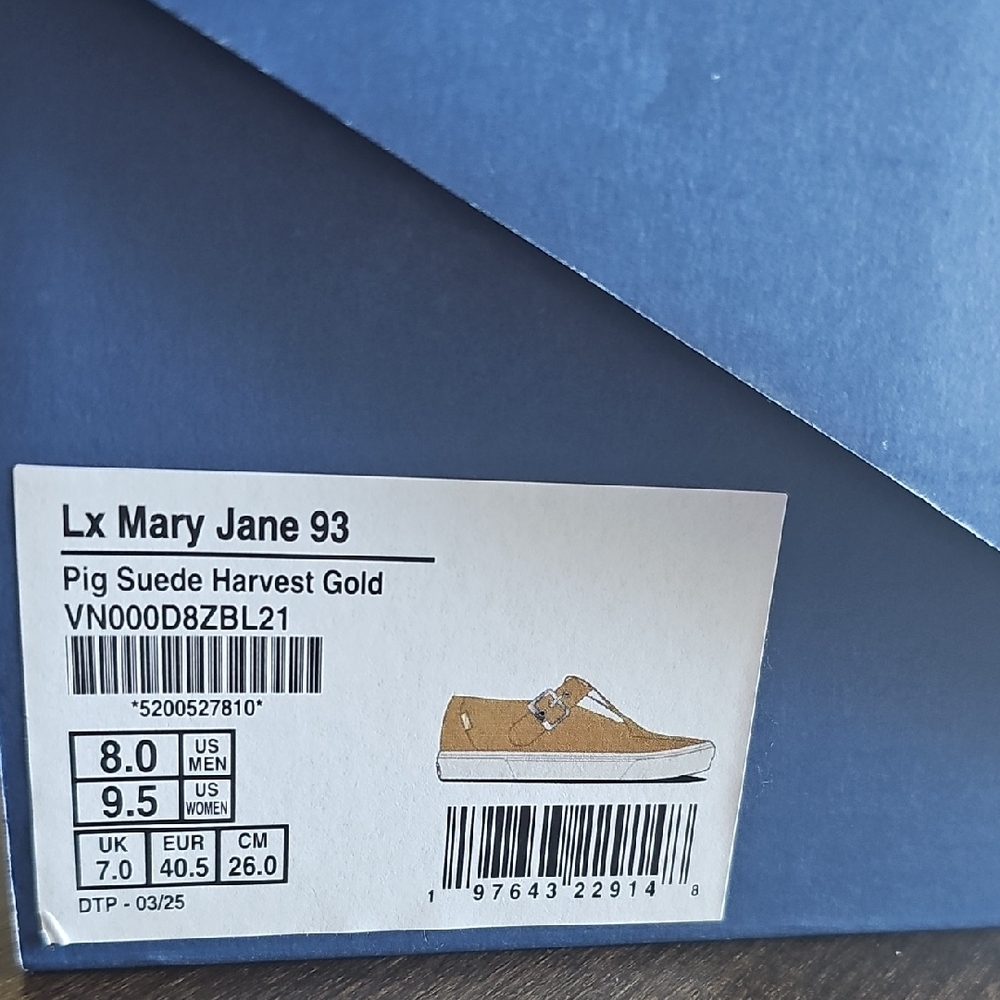 Lx Mary Jane 93
Pig Suede Harvest Gold
VN000D8ZBL21
*5200527810*
8.0 US MEN
9.5 US WOMEN
UK EUR CM
7.0 40.5 26.0
DTP - 03/25
1 97643 22914 8